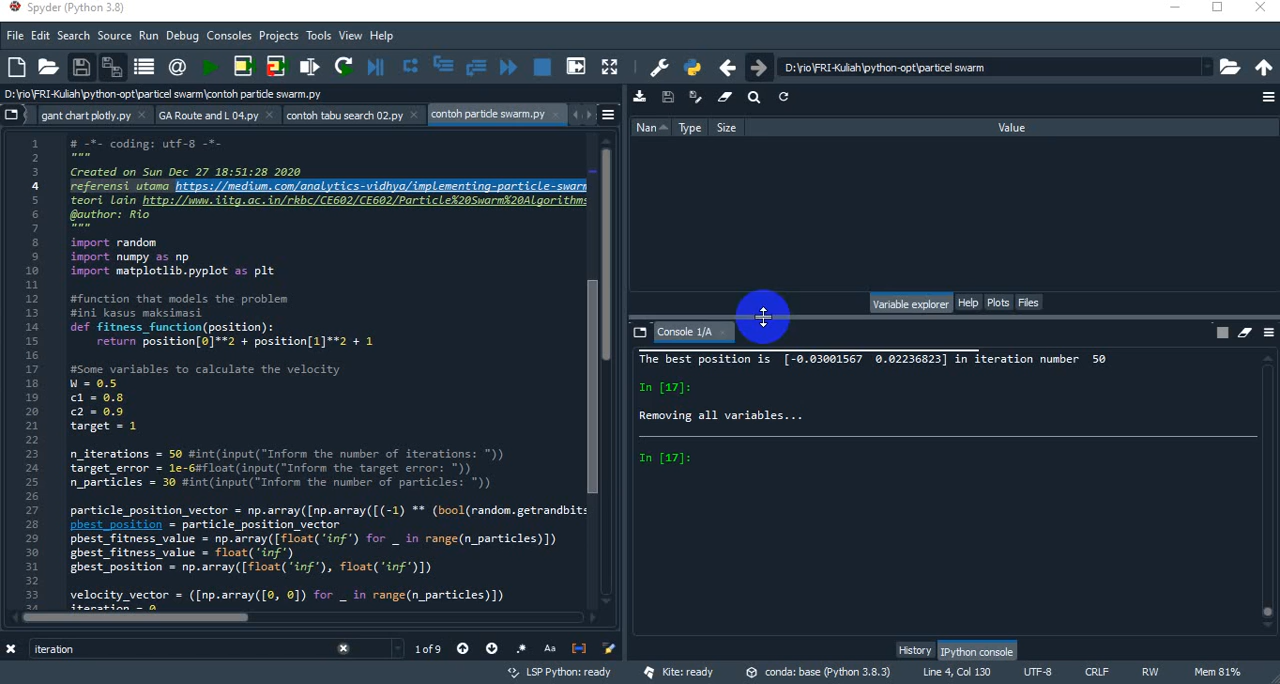 Spyder (Python 3.8)
File Edit Search Source Run Debug Consoles Projects Tools View Help
D:\rio\FRI-Kuliah\python-opt\particel swarm
D:\rio\FRI-Kuliah\python-opt\particel swarm\contoh particle swarm.py
gant chart plotly.py
GA Route and L 04.py
contoh tabu search 02.py
contoh particle swarm.py
1 # -*- coding: utf-8 -*-
2 """
3 Created on Sun Dec 27 18:51:28 2020
4 referensi utama https://medium.com/analytics-vidhya/implementing-particle-swarm
5 teori lain http://www.iitg.ac.in/rkbc/CE602/CE602/Particle%20Swarm%20Algorithms
6 @author: Rio
7 """
8 import random
9 import numpy as np
10 import matplotlib.pyplot as plt
11
12 #function that models the problem
13 #ini kasus maksimasi
14 def fitness_function(position):
15 return position[0]**2 + position[1]**2 + 1
16
17 #Some variables to calculate the velocity
18 W = 0.5
19 c1 = 0.8
20 c2 = 0.9
21 target = 1
22
23 n_iterations = 50 #int(input("Inform the number of iterations: "))
24 target_error = 1e-6#float(input("Inform the target error: "))
25 n_particles = 30 #int(input("Inform the number of particles: "))
26
27 particle_position_vector = np.array([np.array([(-1) ** (bool(random.getrandbits
28 pbest_position = particle_position_vector
29 pbest_fitness_value = np.array([float('inf') for _ in range(n_particles)])
30 gbest_fitness_value = float('inf')
31 gbest_position = np.array([float('inf'), float('inf')])
32
33 velocity_vector = ([np.array([0, 0]) for _ in range(n_particles)])
34 iteration = 0
iteration
1 of 9
Aa
Nan Type Size Value
Variable explorer Help Plots Files
Console 1/A
The best position is [-0.03001567 0.02236823] in iteration number 50
In [17]:
Removing all variables...
In [17]:
History IPython console
LSP Python: ready Kite: ready conda: base (Python 3.8.3) Line 4, Col 130 UTF-8 CRLF RW Mem 81%